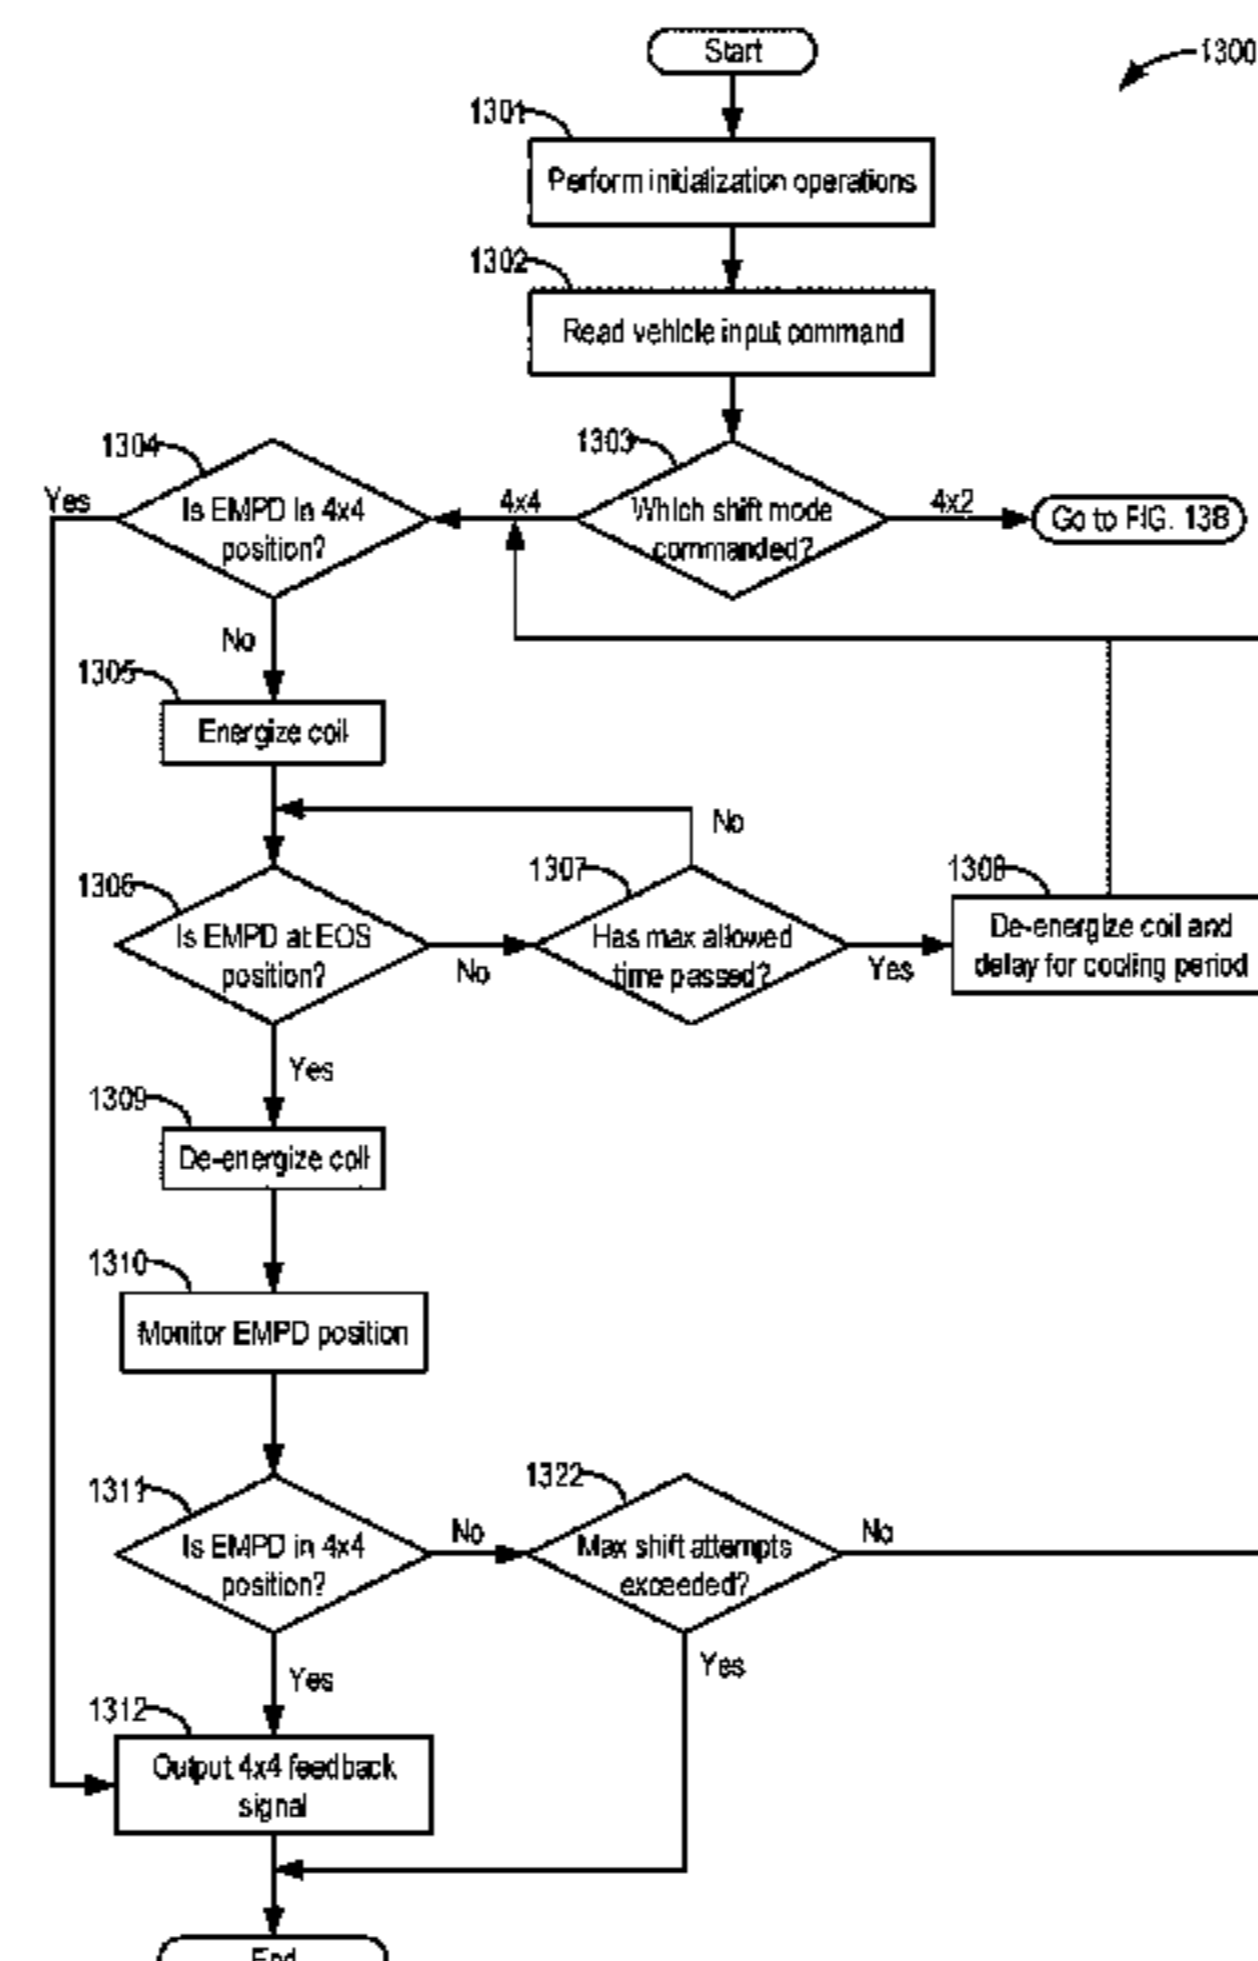 Start
1300
1301
Perform initialization operations
1302
Read vehicle input command
1303
Which shift mode
commanded?
4x4
4x2
Go to FIG. 13B
1304
Is EMPD in 4x4
position?
Yes
No
1305
Energize coil
1306
Is EMPD at EOS
position?
No
1307
Has max allowed
time passed?
No
Yes
1308
De-energize coil and
delay for cooling period
Yes
1309
De-energize coil
1310
Monitor EMPD position
1311
Is EMPD in 4x4
position?
No
1322
Max shift attempts
exceeded?
No
Yes
Yes
1312
Output 4x4 feedback
signal
End